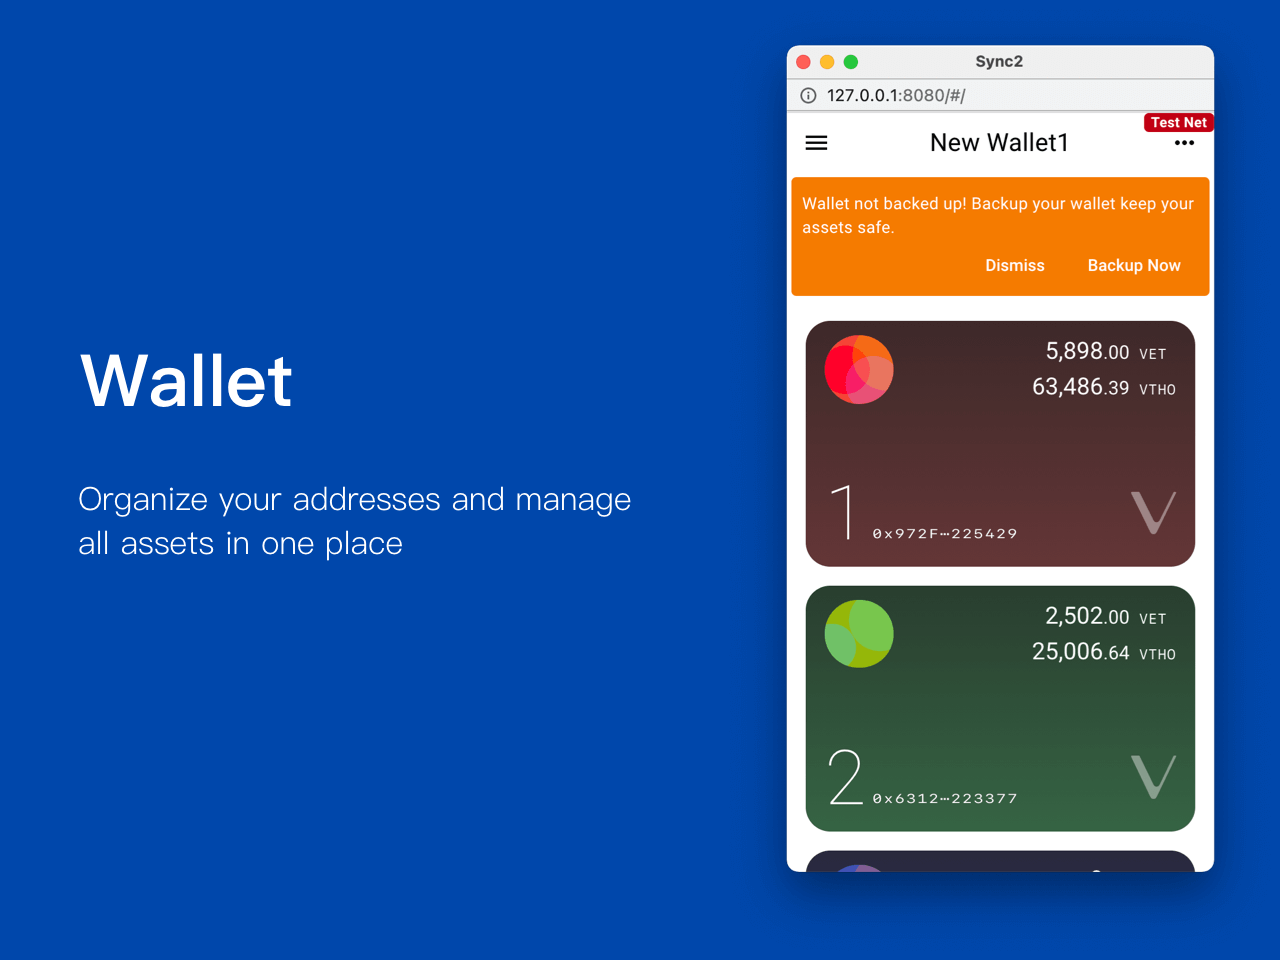 Wallet
Organize your addresses and manage
all assets in one place
Sync2
127.0.0.1:8080/#/
Test Net
New Wallet1
Wallet not backed up! Backup your wallet keep your
assets safe.
Dismiss Backup Now
5,898.00 VET
63,486.39 VTHO
1 0x972F⋯225429
2,502.00 VET
25,006.64 VTHO
2 0x6312⋯223377